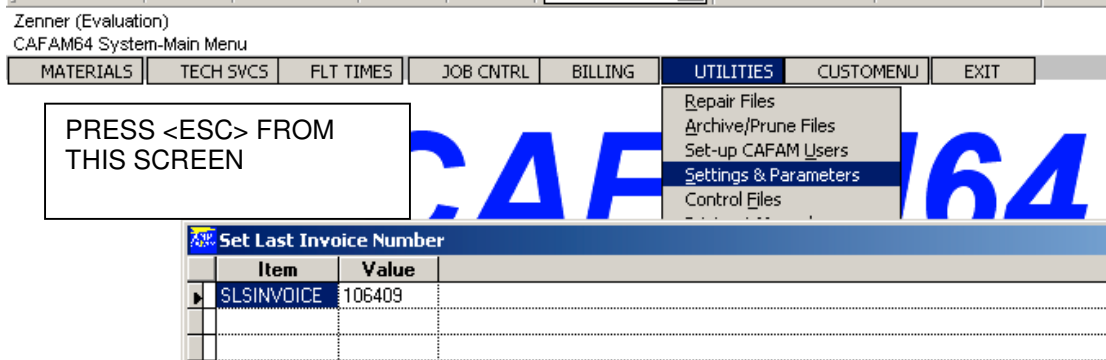 Zenner (Evaluation)
CAFAM64 System-Main Menu
MATERIALS TECH SVCS FLT TIMES JOB CNTRL BILLING UTILITIES CUSTOMENU EXIT
PRESS <ESC> FROM
THIS SCREEN
Repair Files
Archive/Prune Files
Set-up CAFAM Users
Settings & Parameters
Control Files
Set Last Invoice Number
Item Value
SLSINVOICE 106409